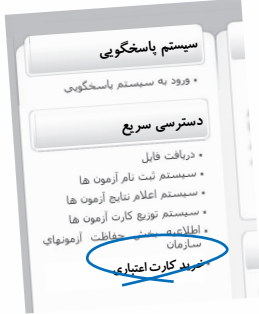 سیستم پاسخگویی
• ورود به سیستم پاسخگویی
دسترسی سریع
• دریافت فایل
• سیستم ثبت نام آزمون ها
• سیستم اعلام نتایج آزمون ها
• سیستم توزیع کارت آزمون ها
• اطلاعیه بخش حفاظت آزمونهای
سازمان
• خرید کارت اعتباری